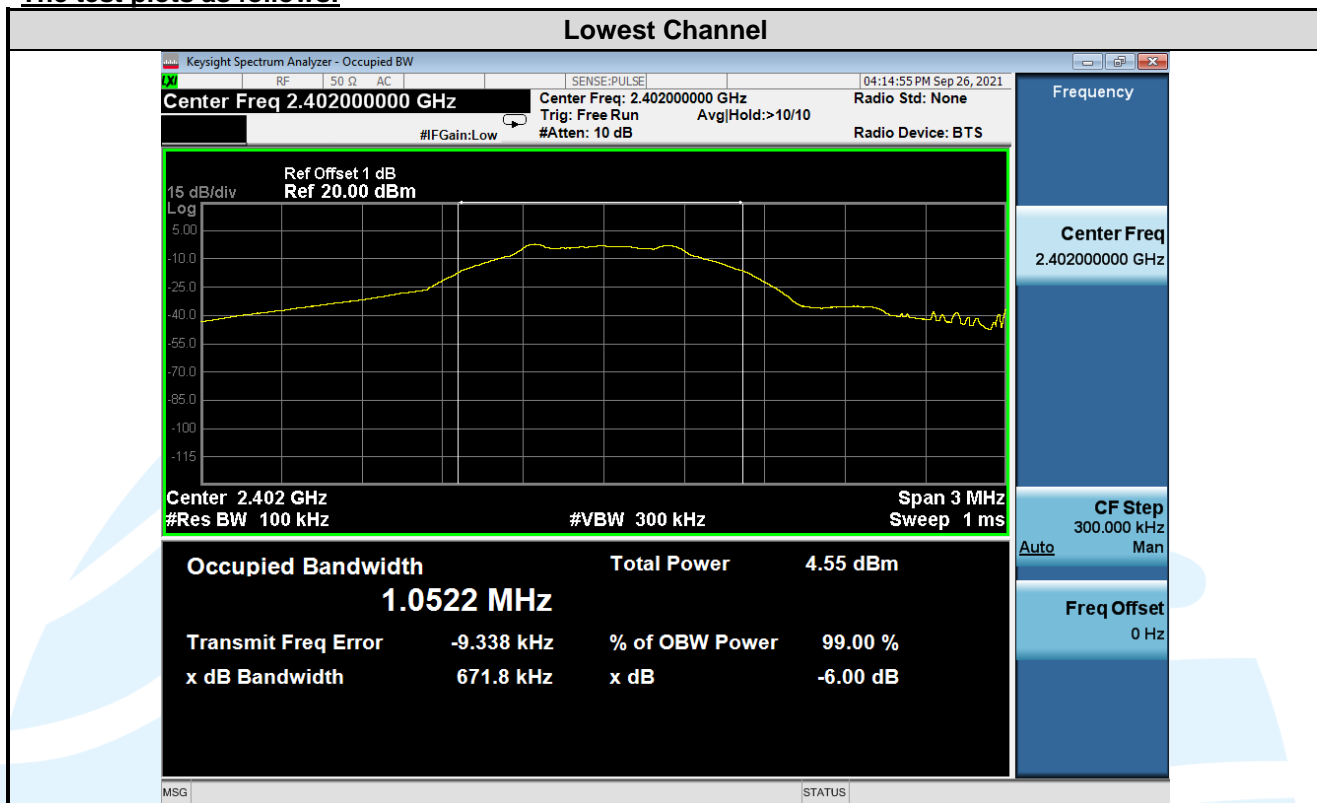 The test plots as follows:
Lowest Channel
Keysight Spectrum Analyzer - Occupied BW
LXI RF 50 Ω AC SENSE:PULSE 04:14:55 PM Sep 26, 2021
Center Freq 2.402000000 GHz
Center Freq: 2.402000000 GHz
Radio Std: None
Trig: Free Run Avg|Hold:>10/10
#IFGain:Low
#Atten: 10 dB
Radio Device: BTS
Ref Offset 1 dB
15 dB/div Ref 20.00 dBm
Log
5.00
-10.0
-25.0
-40.0
-55.0
-70.0
-85.0
-100
-115
Center 2.402 GHz Span 3 MHz
#Res BW 100 kHz #VBW 300 kHz Sweep 1 ms
Occupied Bandwidth Total Power 4.55 dBm
1.0522 MHz
Transmit Freq Error -9.338 kHz % of OBW Power 99.00 %
x dB Bandwidth 671.8 kHz x dB -6.00 dB
Frequency
Center Freq
2.402000000 GHz
CF Step
300.000 kHz
Auto Man
Freq Offset
0 Hz
MSG STATUS